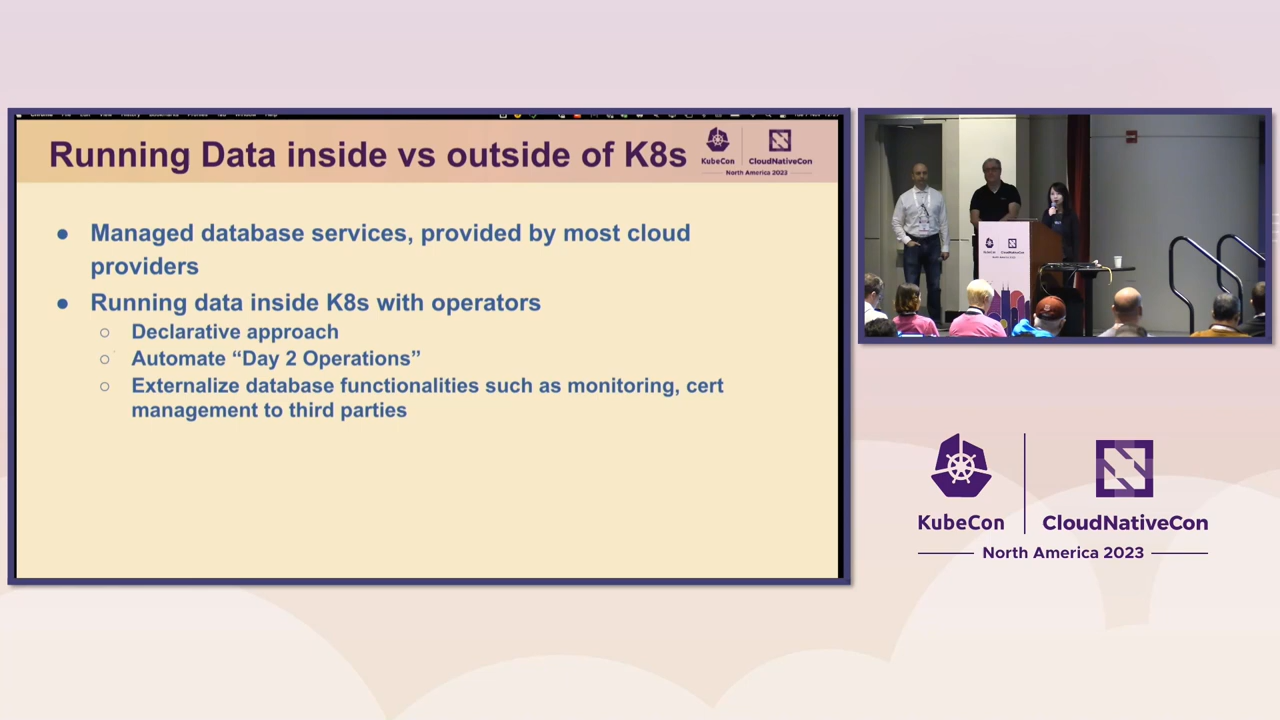 Running Data inside vs outside of K8s
KubeCon
CloudNativeCon
North America 2023
Managed database services, provided by most cloud
providers
Running data inside K8s with operators
Declarative approach
Automate “Day 2 Operations”
Externalize database functionalities such as monitoring, cert
management to third parties
KubeCon
CloudNativeCon
North America 2023